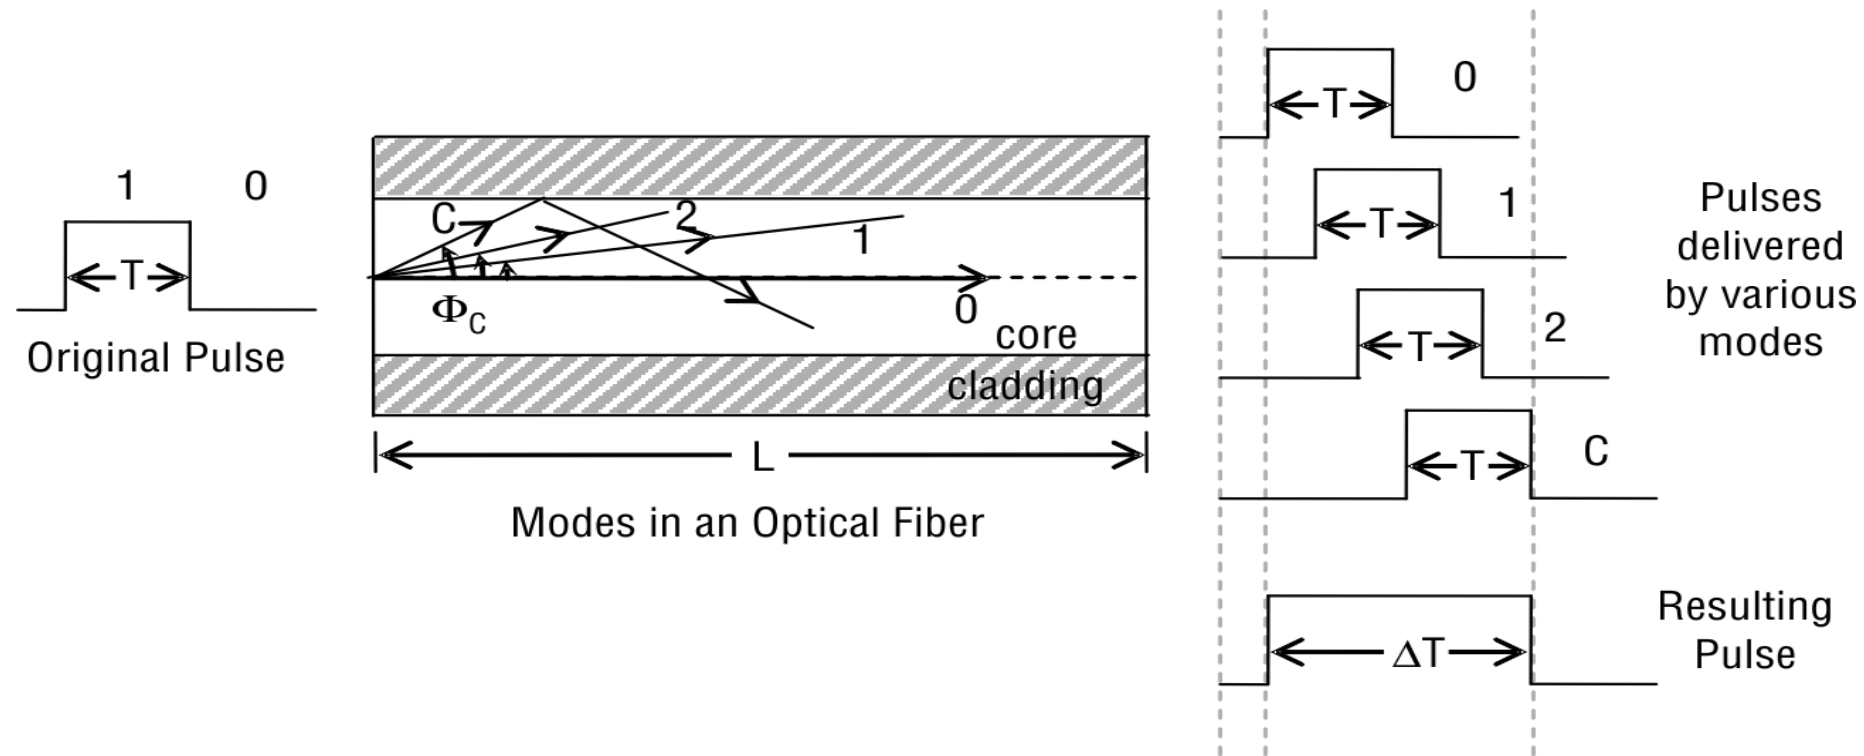 1 0
T
Original Pulse
C
2
1
0
Φ_C
core
cladding
L
Modes in an Optical Fiber
T 0
T 1
T 2
T C
Pulses
delivered
by various
modes
ΔT
Resulting
Pulse